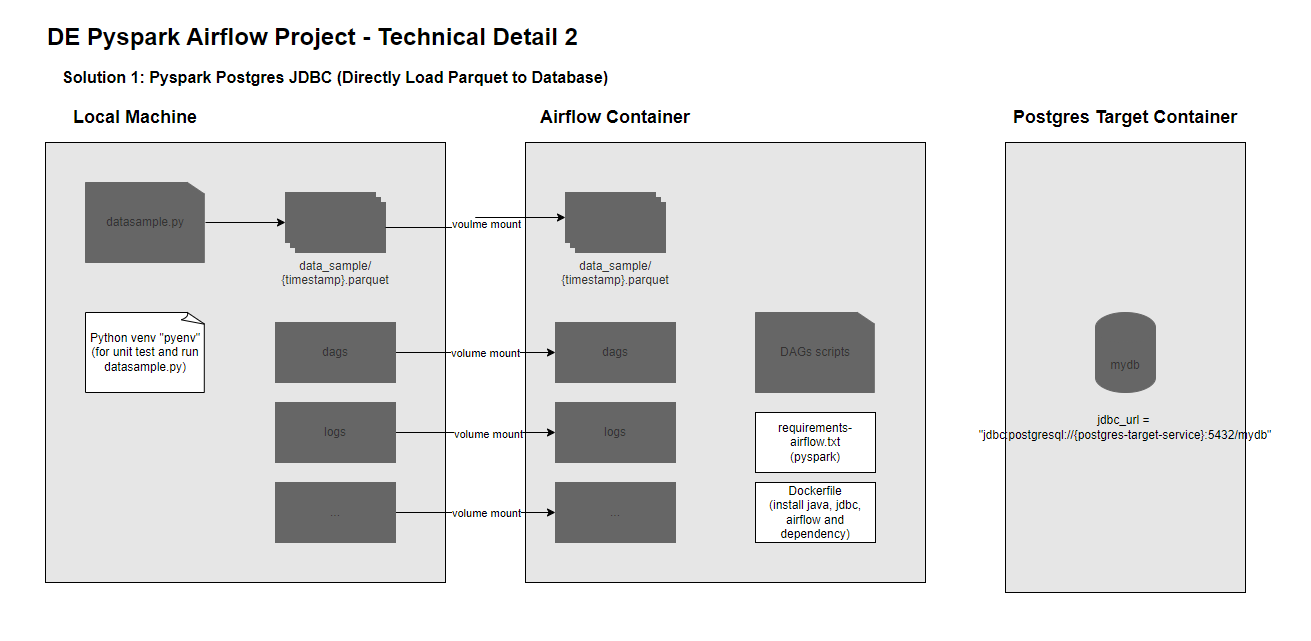 DE Pyspark Airflow Project - Technical Detail 2
Solution 1: Pyspark Postgres JDBC (Directly Load Parquet to Database)
Local Machine
Airflow Container
Postgres Target Container
datasample.py
voulme mount
data_sample/
{timestamp}.parquet
data_sample/
{timestamp}.parquet
Python venv "pyenv"
(for unit test and run
datasample.py)
dags
volume mount
dags
DAGs scripts
mydb
logs
volume mount
logs
requirements-
airflow.txt
(pyspark)
jdbc_url =
"jdbc:postgresql://{postgres-target-service}:5432/mydb"
...
volume mount
...
Dockerfile
(install java, jdbc,
airflow and
dependency)